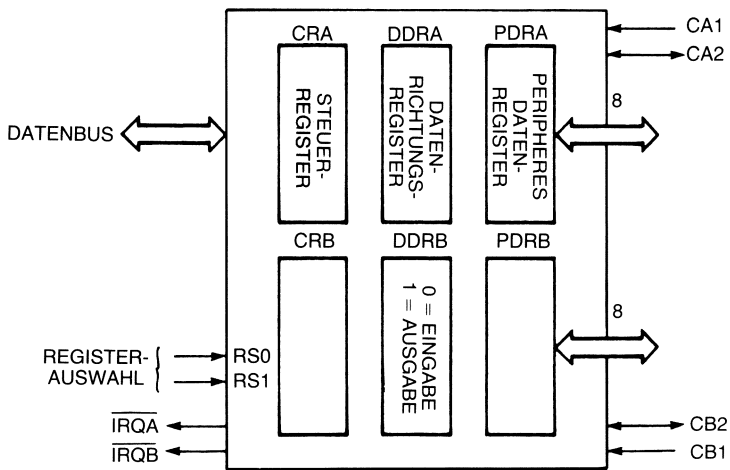 CRA DDRA PDRA
CA1
CA2
STEUER-
REGISTER
DATEN-
RICHTUNGS-
REGISTER
PERIPHERES
DATEN-
REGISTER
8
DATENBUS
CRB DDRB PDRB
0 = EINGABE
1 = AUSGABE
8
REGISTER-
AUSWAHL
RS0
RS1
IRQA
IRQB
CB2
CB1